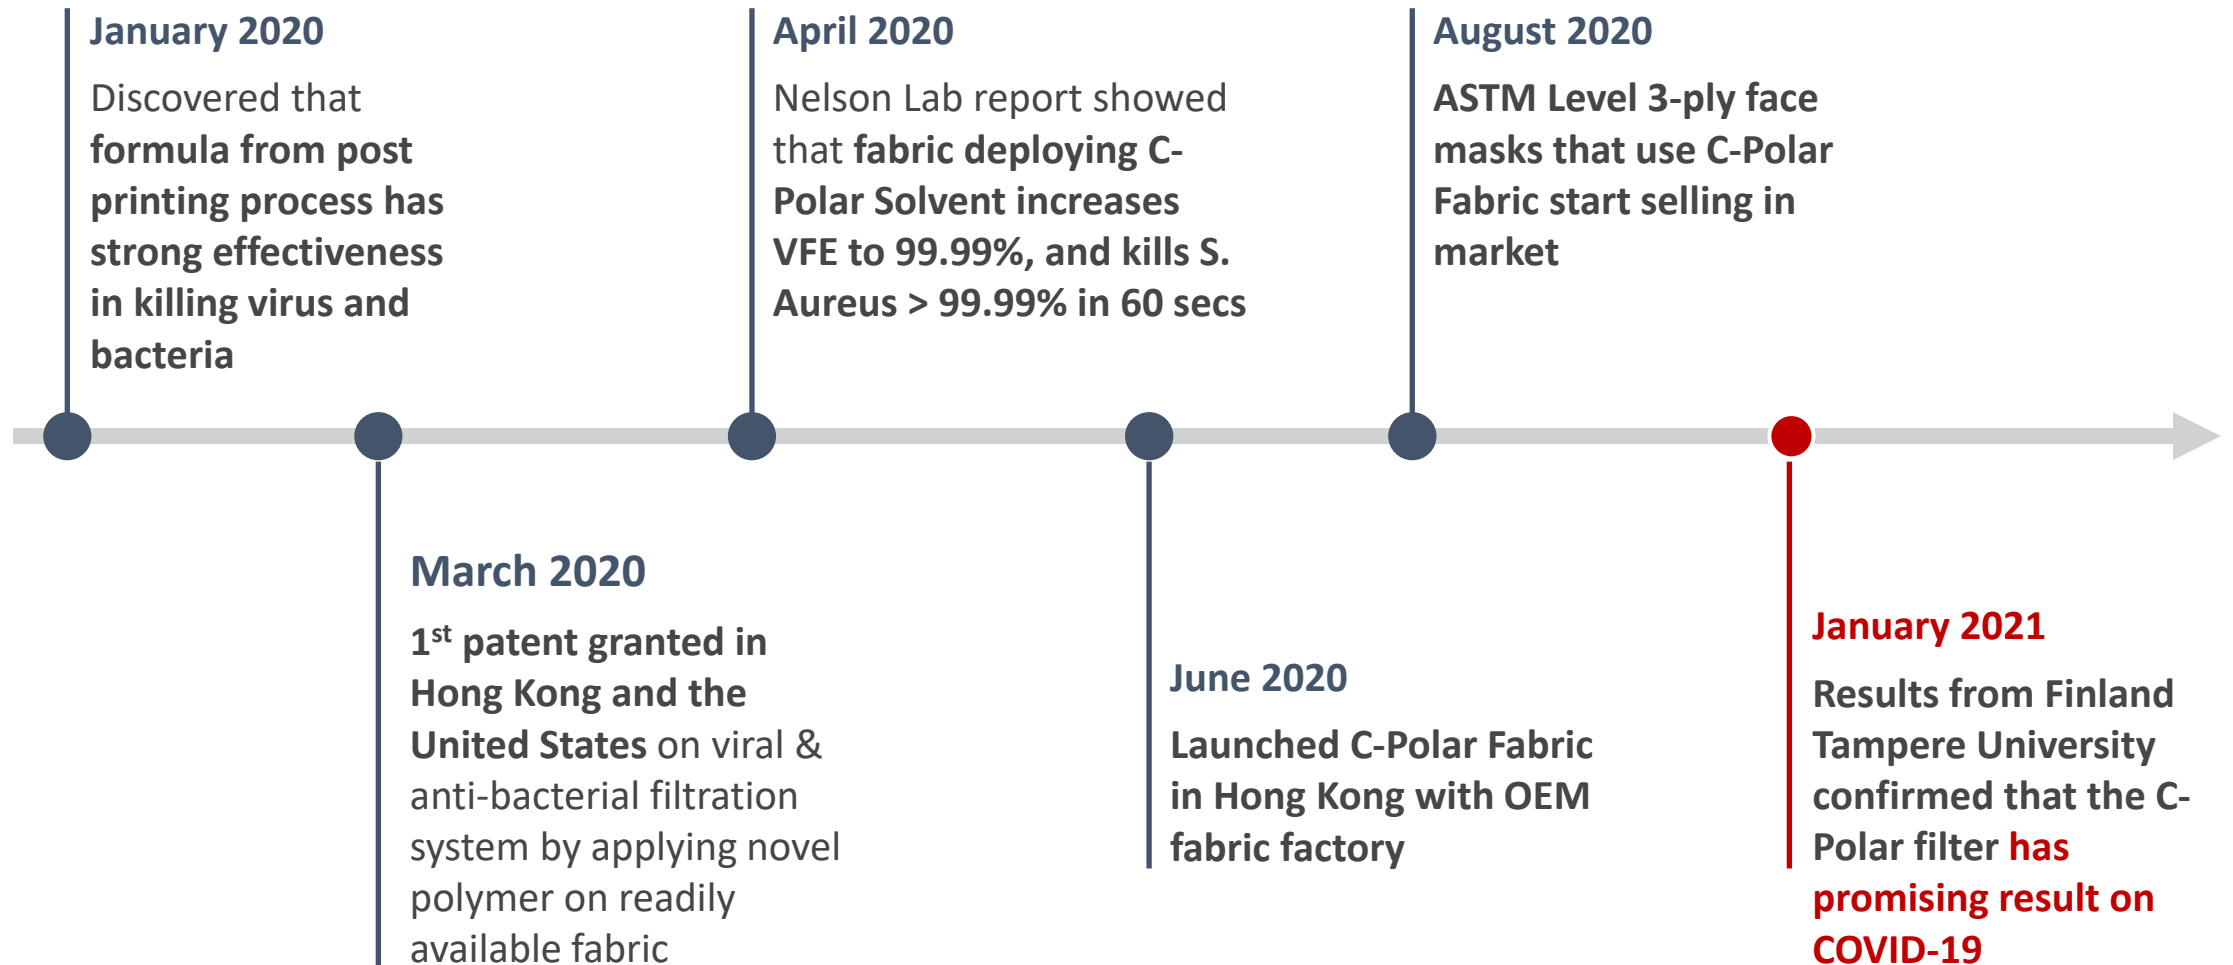 January 2020
Discovered that
formula from post
printing process has
strong effectiveness
in killing virus and
bacteria
March 2020
1st patent granted in
Hong Kong and the
United States on viral &
anti-bacterial filtration
system by applying novel
polymer on readily
available fabric
April 2020
Nelson Lab report showed
that fabric deploying C-
Polar Solvent increases
VFE to 99.99%, and kills S.
Aureus > 99.99% in 60 secs
June 2020
Launched C-Polar Fabric
in Hong Kong with OEM
fabric factory
August 2020
ASTM Level 3-ply face
masks that use C-Polar
Fabric start selling in
market
January 2021
Results from Finland
Tampere University
confirmed that the C-
Polar filter has
promising result on
COVID-19